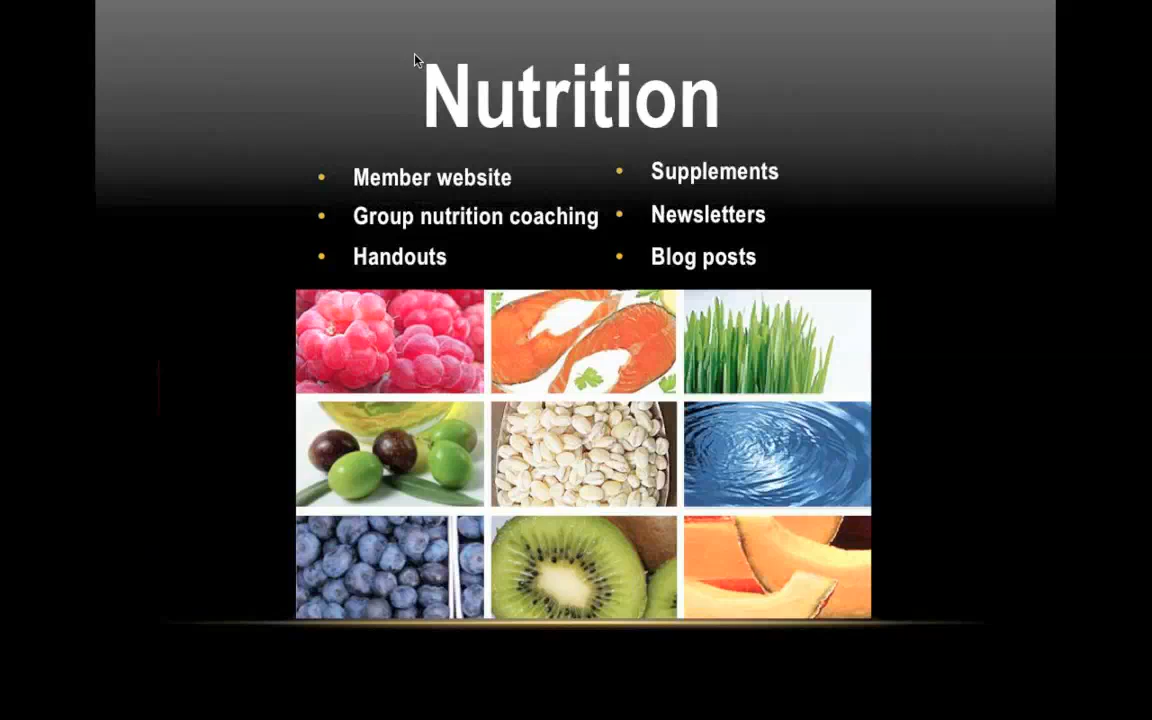 Nutrition
Member website
Group nutrition coaching
Handouts
Supplements
Newsletters
Blog posts